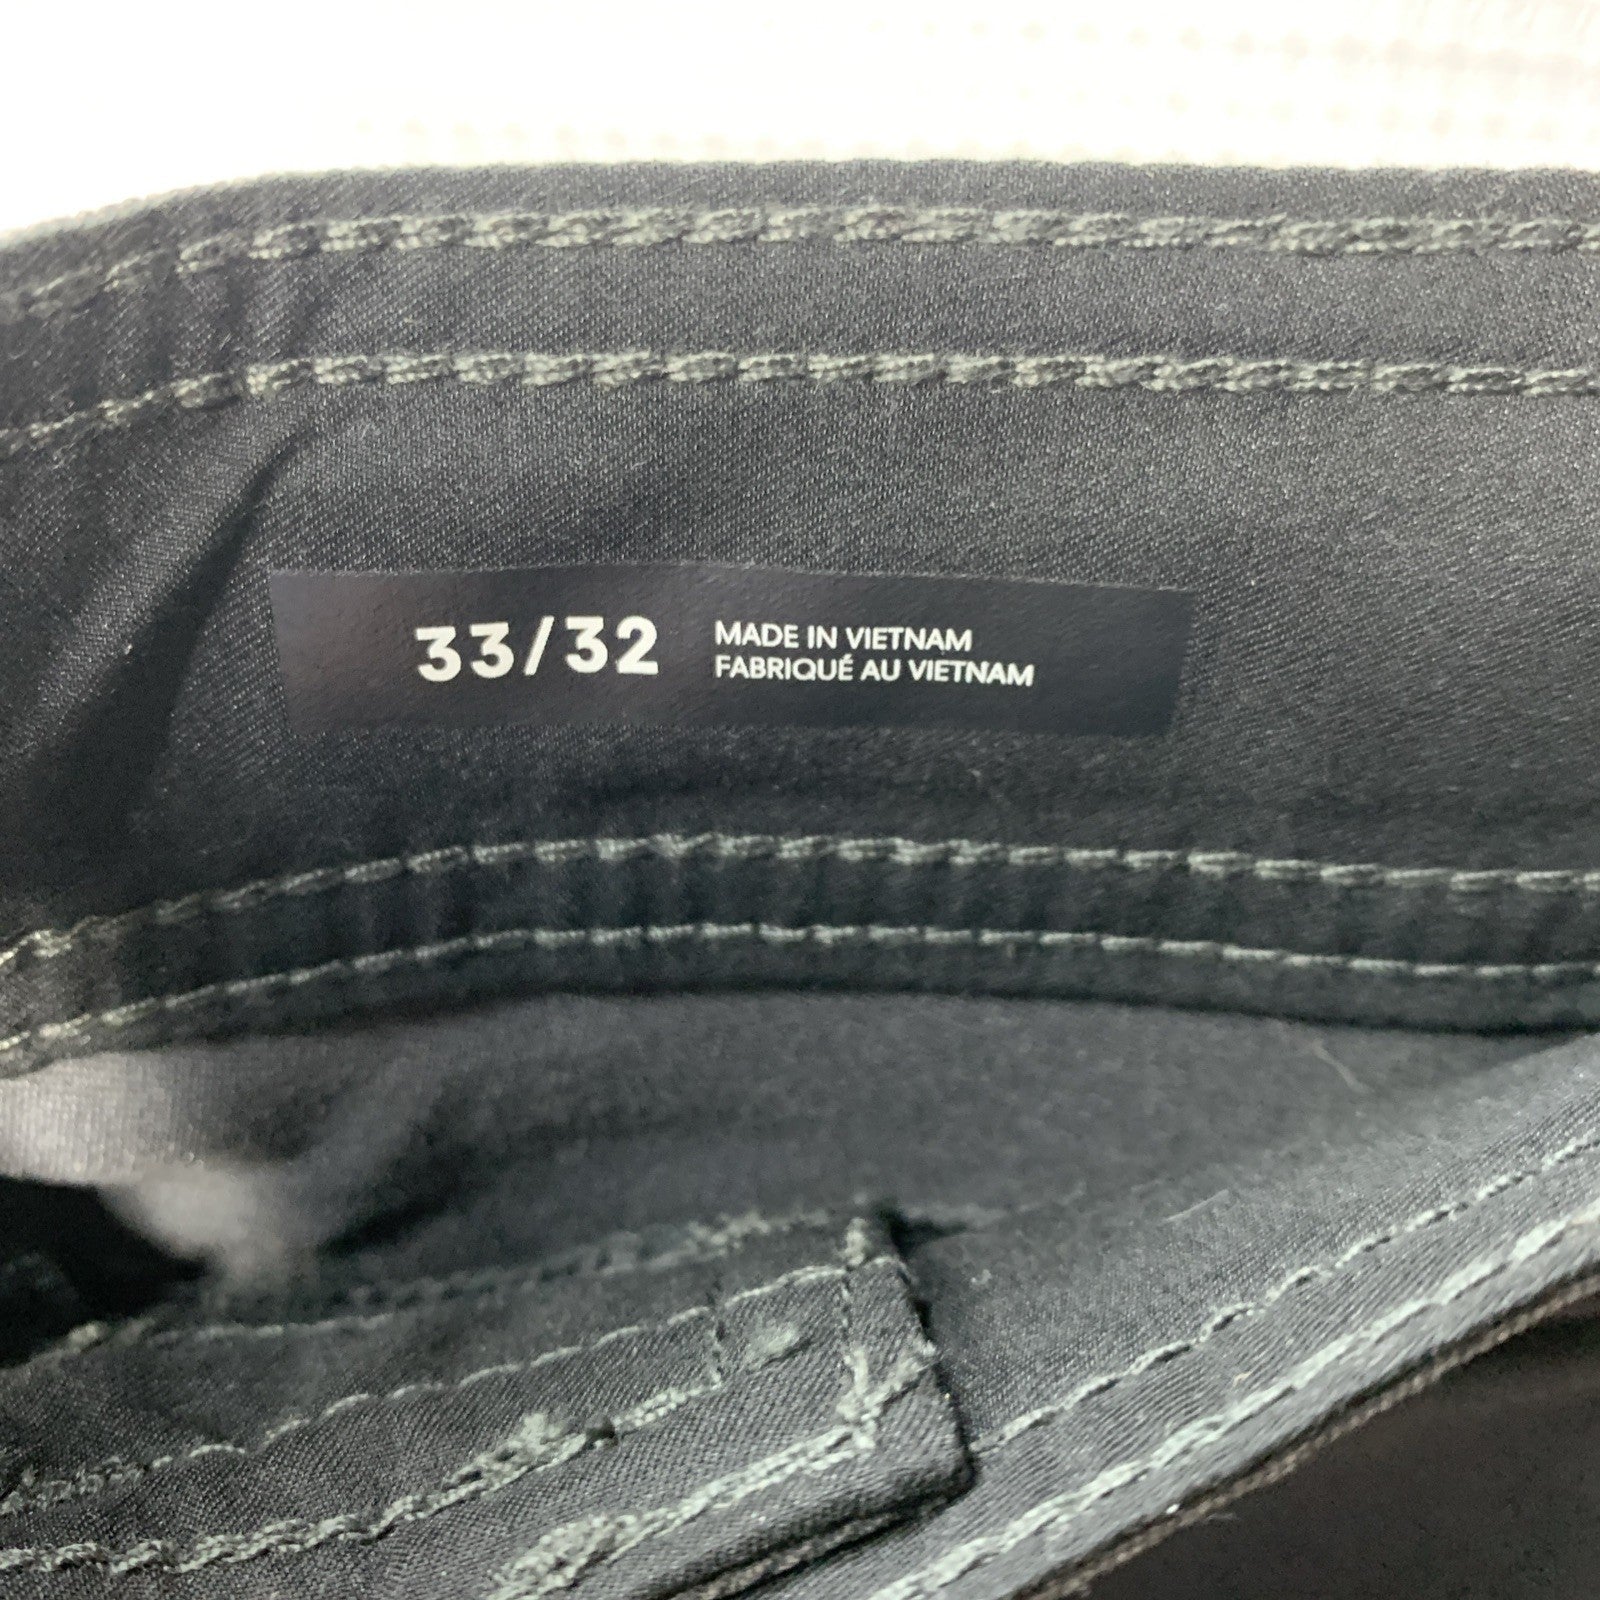 33/32
MADE IN VIETNAM
FABRIQUÉ AU VIETNAM